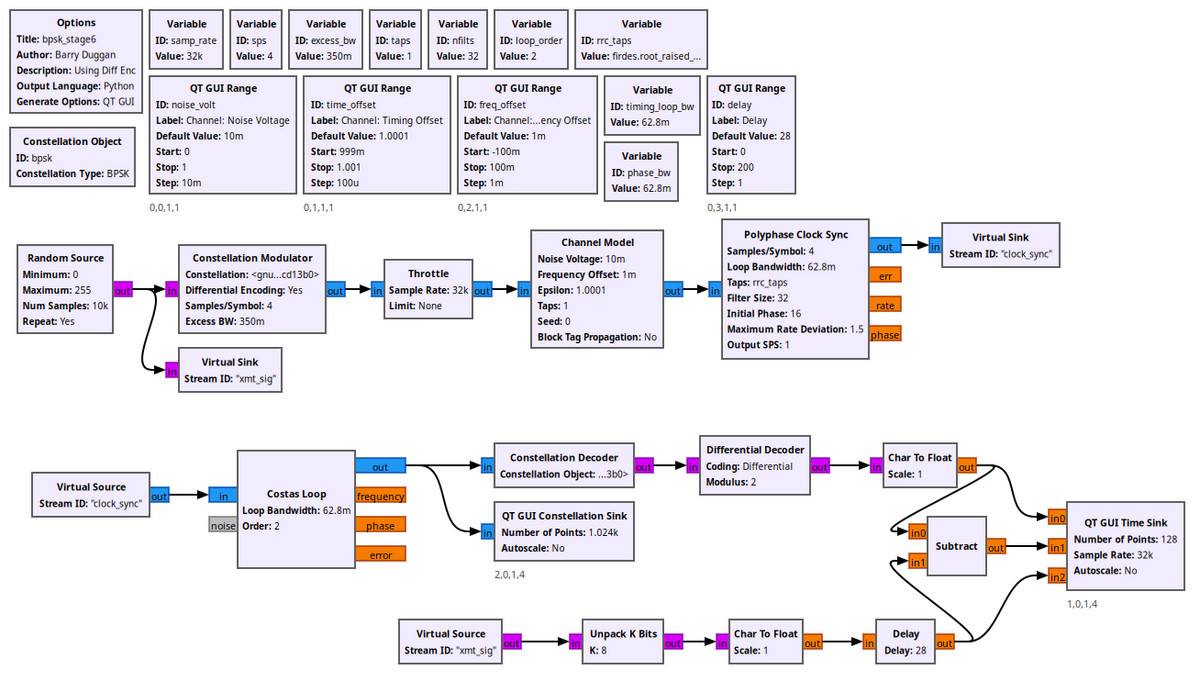 Options
Title: bpsk_stage6
Author: Barry Duggan
Description: Using Diff Enc
Output Language: Python
Generate Options: QT GUI
Variable
ID: samp_rate
Value: 32k
Variable
ID: sps
Value: 4
Variable
ID: excess_bw
Value: 350m
Variable
ID: taps
Value: 1
Variable
ID: nfilts
Value: 32
Variable
ID: loop_order
Value: 2
Variable
ID: rrc_taps
Value: firdes.root_raised_...
Constellation Object
ID: bpsk
Constellation Type: BPSK
QT GUI Range
ID: noise_volt
Label: Channel: Noise Voltage
Default Value: 10m
Start: 0
Stop: 1
Step: 10m
0,0,1,1
QT GUI Range
ID: time_offset
Label: Channel: Timing Offset
Default Value: 1.0001
Start: 999m
Stop: 1.001
Step: 100u
0,1,1,1
QT GUI Range
ID: freq_offset
Label: Channel:...ency Offset
Default Value: 1m
Start: -100m
Stop: 100m
Step: 1m
0,2,1,1
Variable
ID: timing_loop_bw
Value: 62.8m
Variable
ID: phase_bw
Value: 62.8m
QT GUI Range
ID: delay
Label: Delay
Default Value: 28
Start: 0
Stop: 200
Step: 1
0,3,1,1
Random Source
Minimum: 0
Maximum: 255
Num Samples: 10k
Repeat: Yes
out
in
Constellation Modulator
Constellation: <gnu...cd13b0>
Differential Encoding: Yes
Samples/Symbol: 4
Excess BW: 350m
out
in
Virtual Sink
Stream ID: "xmt_sig"
in
Throttle
Sample Rate: 32k
Limit: None
out
in
Channel Model
Noise Voltage: 10m
Frequency Offset: 1m
Epsilon: 1.0001
Taps: 1
Seed: 0
Block Tag Propagation: No
out
in
Polyphase Clock Sync
Samples/Symbol: 4
Loop Bandwidth: 62.8m
Taps: rrc_taps
Filter Size: 32
Initial Phase: 16
Maximum Rate Deviation: 1.5
Output SPS: 1
out
err
rate
phase
in
Virtual Sink
Stream ID: "clock_sync"
Virtual Source
Stream ID: "clock_sync"
out
in
noise
Costas Loop
Loop Bandwidth: 62.8m
Order: 2
out
frequency
phase
error
in
Constellation Decoder
Constellation Object: ...3b0>
out
in
QT GUI Constellation Sink
Number of Points: 1.024k
Autoscale: No
2,0,1,4
in
Differential Decoder
Coding: Differential
Modulus: 2
out
in
Char To Float
Scale: 1
out
in0
in1
Subtract
out
in0
in1
in2
QT GUI Time Sink
Number of Points: 128
Sample Rate: 32k
Autoscale: No
1,0,1,4
Virtual Source
Stream ID: "xmt_sig"
out
in
Unpack K Bits
K: 8
out
in
Char To Float
Scale: 1
out
in
Delay
Delay: 28
out